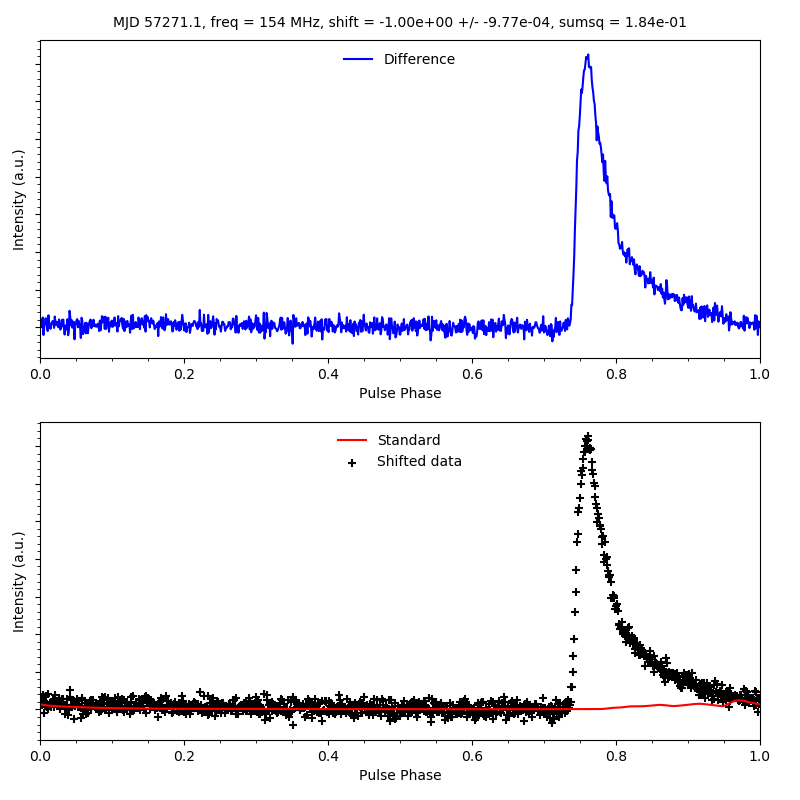 MJD 57271.1, freq = 154 MHz, shift = -1.00e+00 +/- -9.77e-04, sumsq = 1.84e-01
Difference
Intensity (a.u.)
0.0 0.2 0.4 0.6 0.8 1.0
Pulse Phase
Standard
Shifted data
Intensity (a.u.)
0.0 0.2 0.4 0.6 0.8 1.0
Pulse Phase